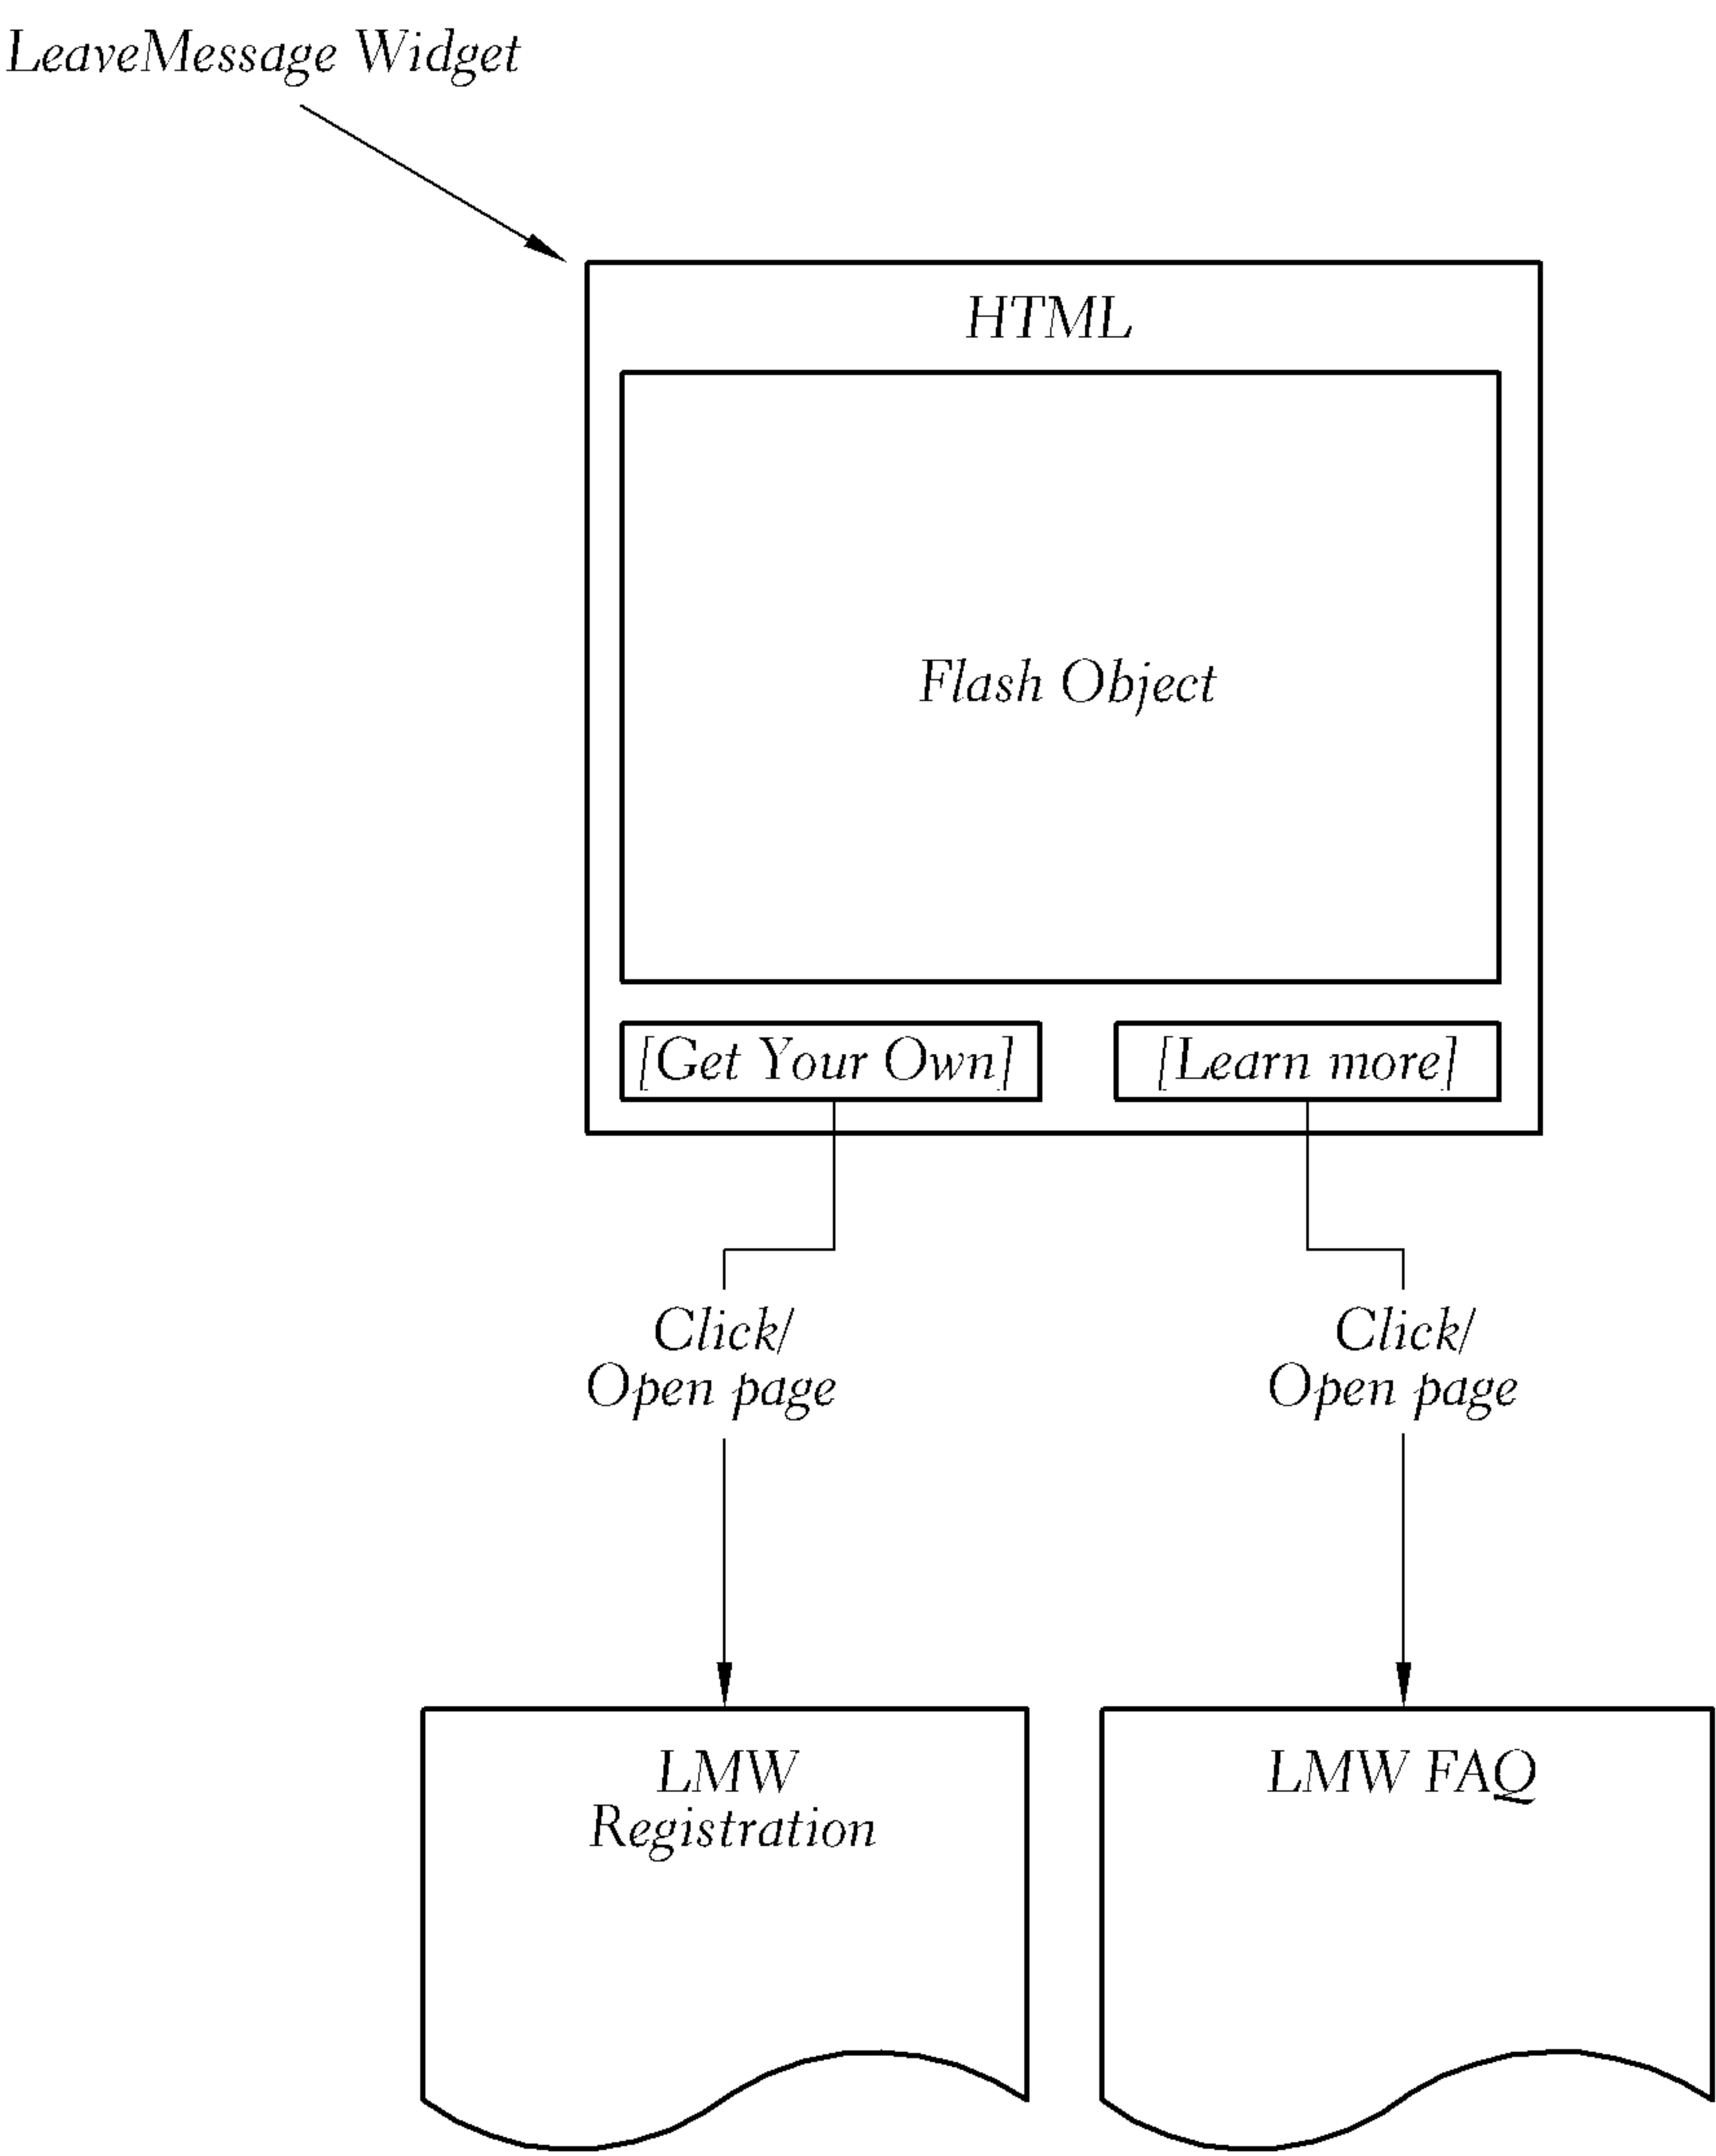 LeaveMessage Widget
HTML
Flash Object
[Get Your Own]
[Learn more]
Click/
Open page
Click/
Open page
LMW
Registration
LMW FAQ